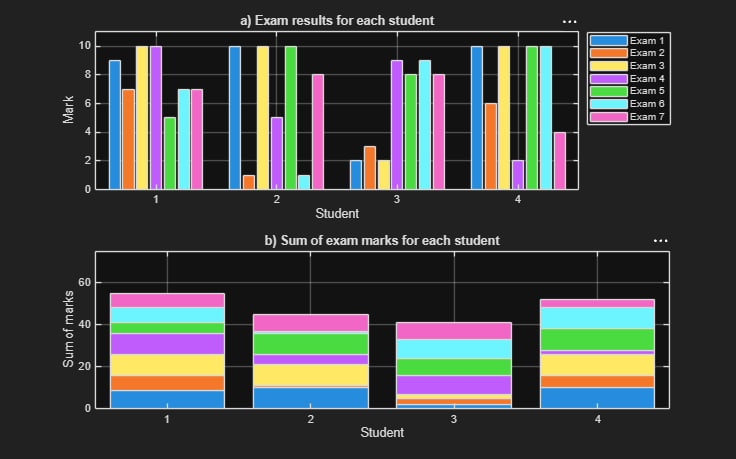 a) Exam results for each student
...
10
8
6
4
2
0
Mark
1 2 3 4
Student
Exam 1
Exam 2
Exam 3
Exam 4
Exam 5
Exam 6
Exam 7
b) Sum of exam marks for each student
...
60
40
20
0
Sum of marks
1 2 3 4
Student